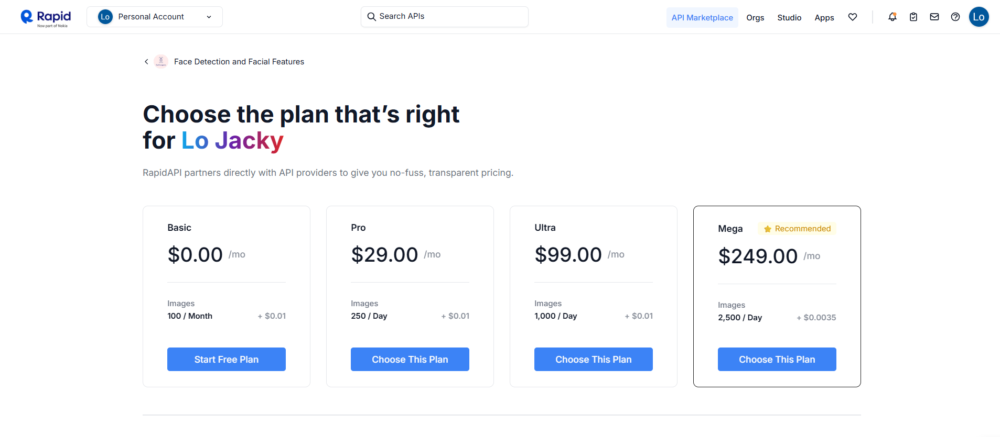 Rapid
Now part of Nokia
Lo Personal Account
Search APIs
API Marketplace Orgs Studio Apps
Lo
Face Detection and Facial Features
Choose the plan that’s right
for Lo Jacky
RapidAPI partners directly with API providers to give you no-fuss, transparent pricing.
Basic
$0.00 /mo
Images
100 / Month + $0.01
Start Free Plan
Pro
$29.00 /mo
Images
250 / Day + $0.01
Choose This Plan
Ultra
$99.00 /mo
Images
1,000 / Day + $0.01
Choose This Plan
Mega Recommended
$249.00 /mo
Images
2,500 / Day + $0.0035
Choose This Plan